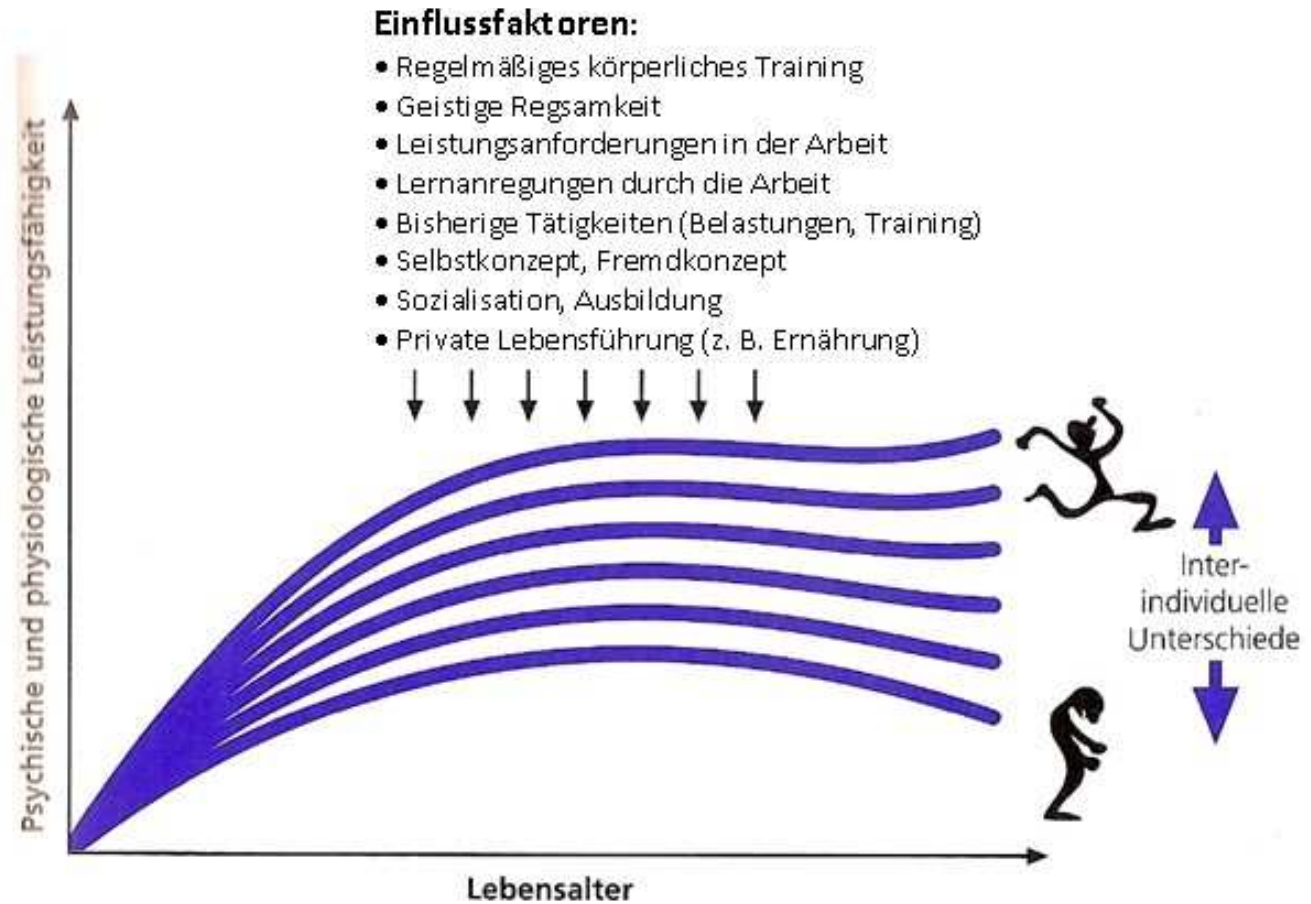 Einflussfaktoren:
• Regelmäßiges körperliches Training
• Geistige Regsamkeit
• Leistungsanforderungen in der Arbeit
• Lernanregungen durch die Arbeit
• Bisherige Tätigkeiten (Belastungen, Training)
• Selbstkonzept, Fremdkonzept
• Sozialisation, Ausbildung
• Private Lebensführung (z. B. Ernährung)
Psychische und physiologische Leistungsfähigkeit
Inter-
individuelle
Unterschiede
Lebensalter